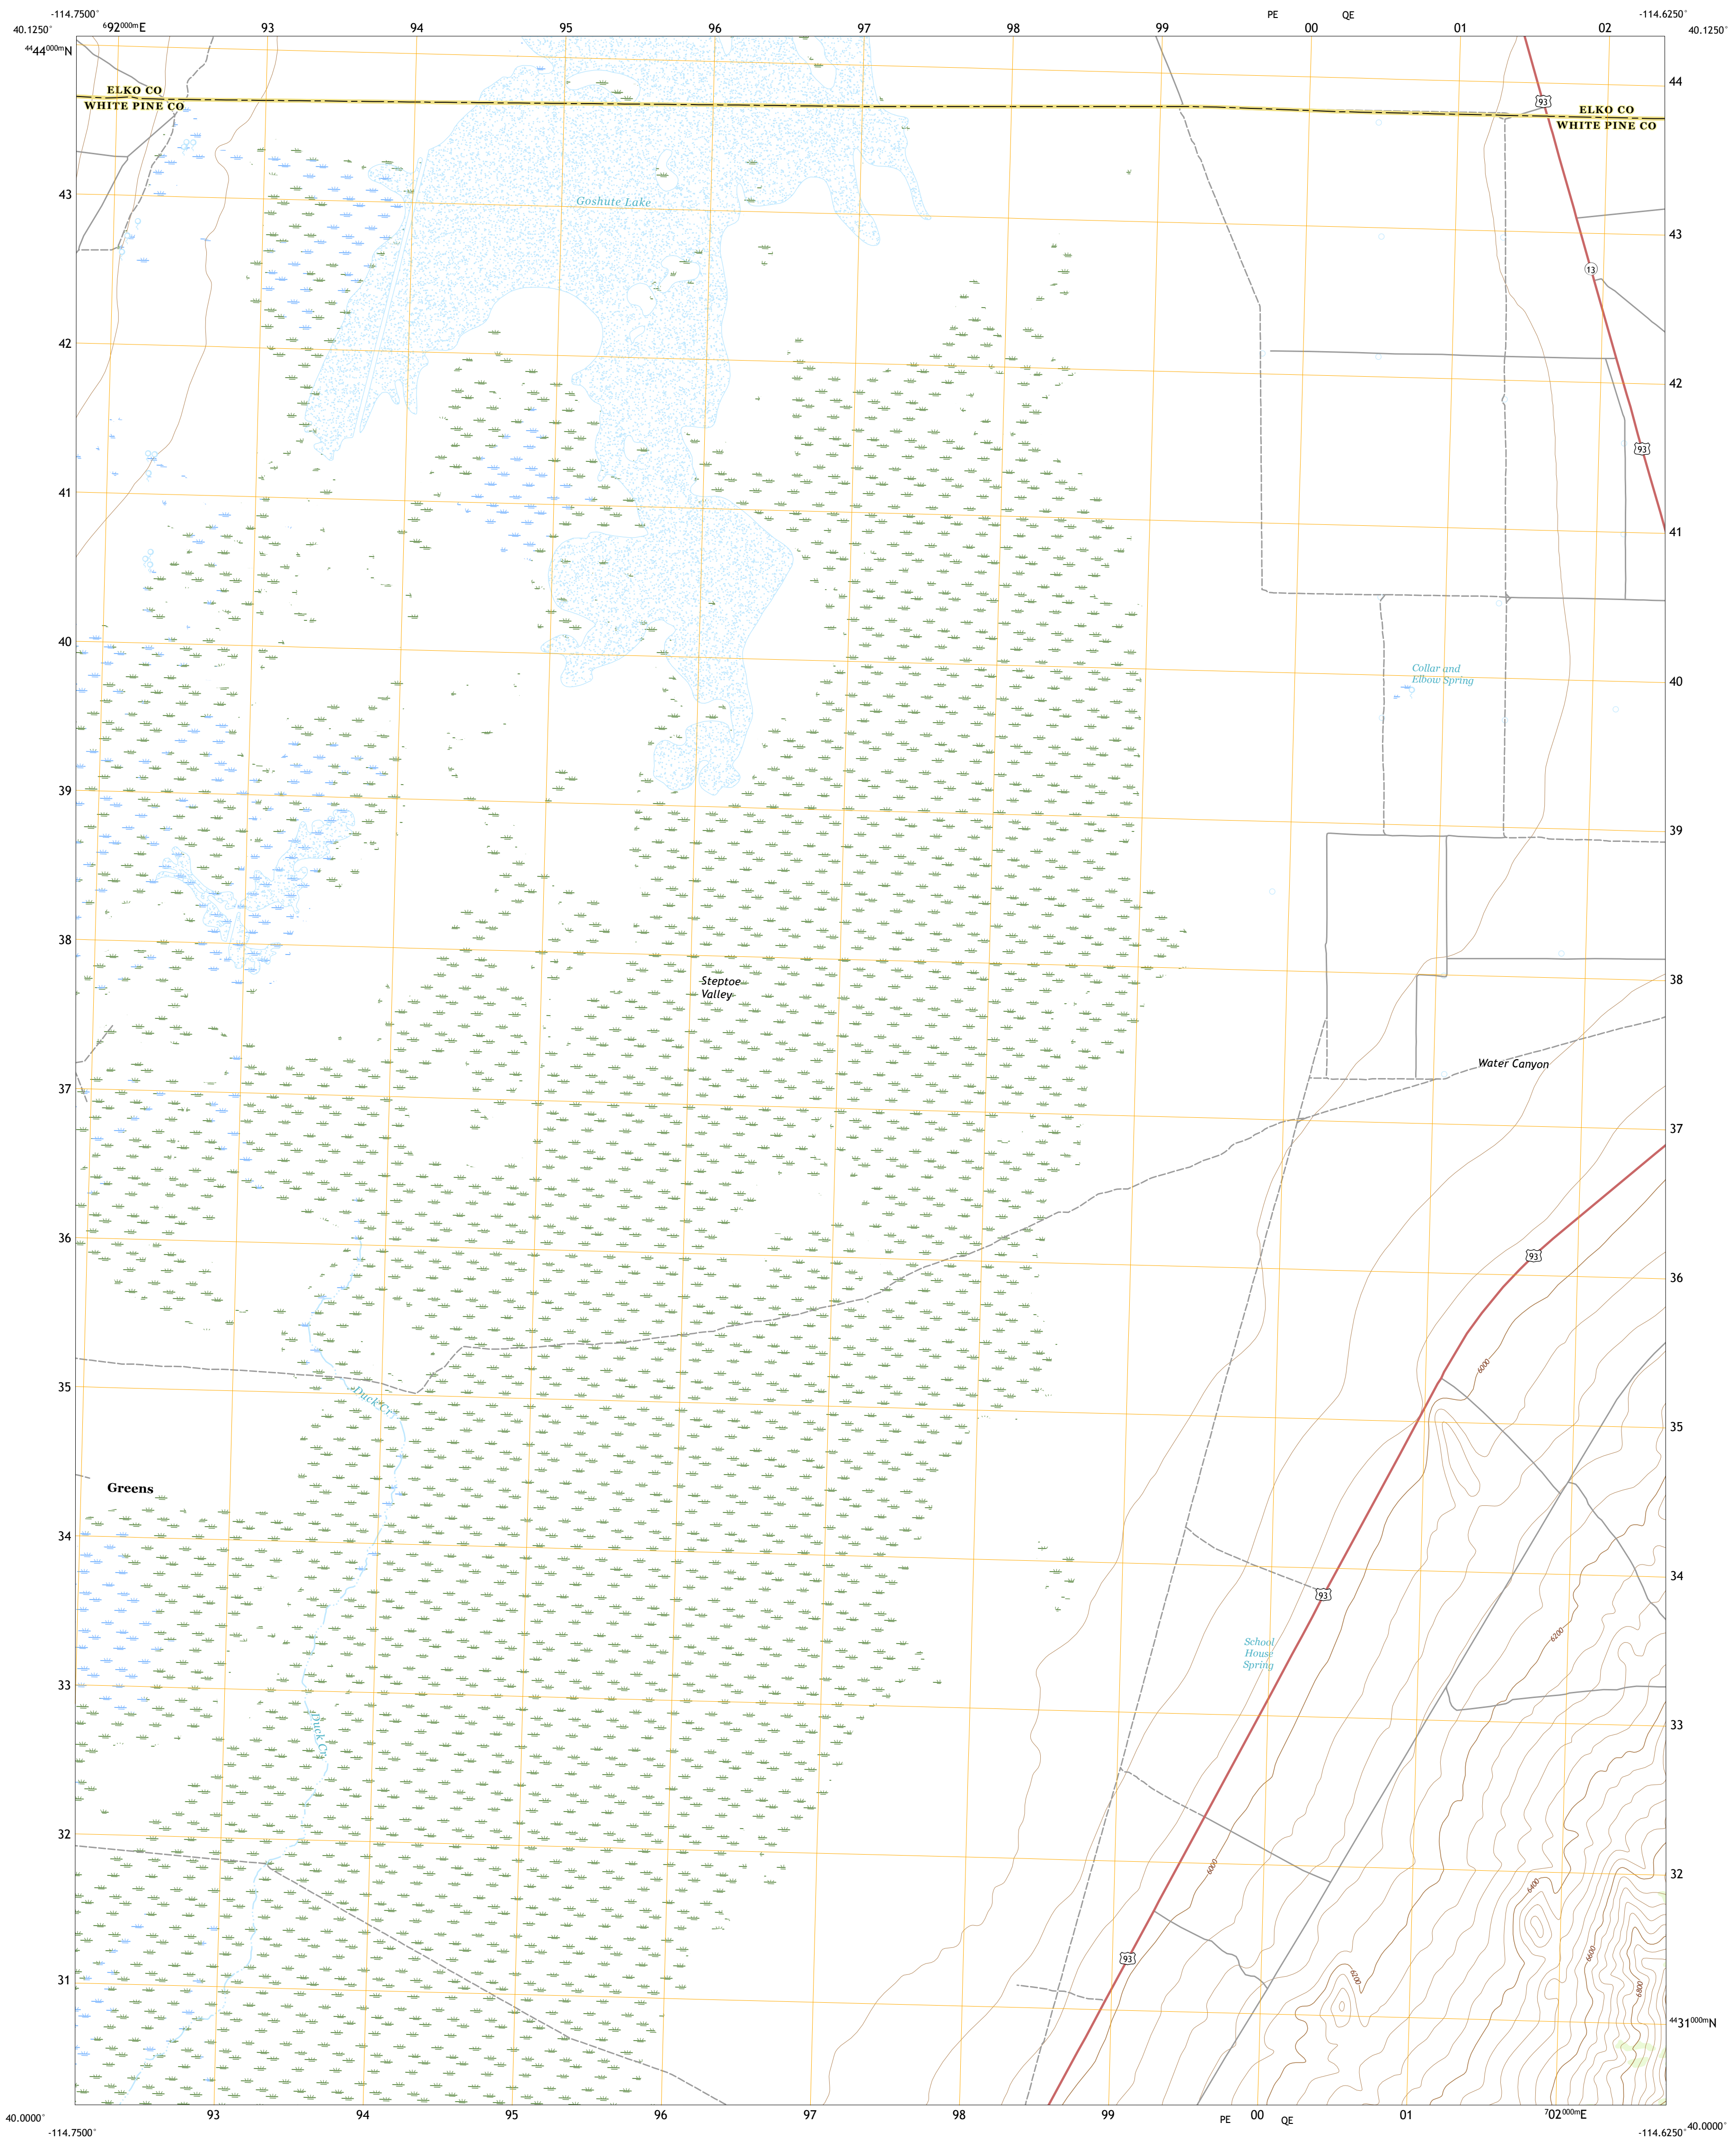 -114.7500° ⁶92⁰⁰⁰ᵐE 93 94 95 96 97 98 99 PE 00 QE 01 02 -114.6250°
40.1250° 40.1250°
⁴⁴44⁰⁰⁰ᵐN 44
93
ELKO CO ELKO CO
WHITE PINE CO WHITE PINE CO
43 Goshute Lake 43
13
42 42
93
41 41
40 Collar and 40
Elbow Spring
39 39
38 38
Steptoe
Valley
Water Canyon
37 37
36 93 36
6000
35 35
Duck Cr
Greens
34 34
93
School
House
Spring
6200
33 33
Duck Cr
32 6000 32
6400
6600
31 93 6200 6800 ⁴⁴31⁰⁰⁰ᵐN
40.0000° 93 94 95 96 97 98 99 PE 00 QE 01 ⁷02⁰⁰⁰ᵐE 40.0000°
-114.7500° -114.6250°